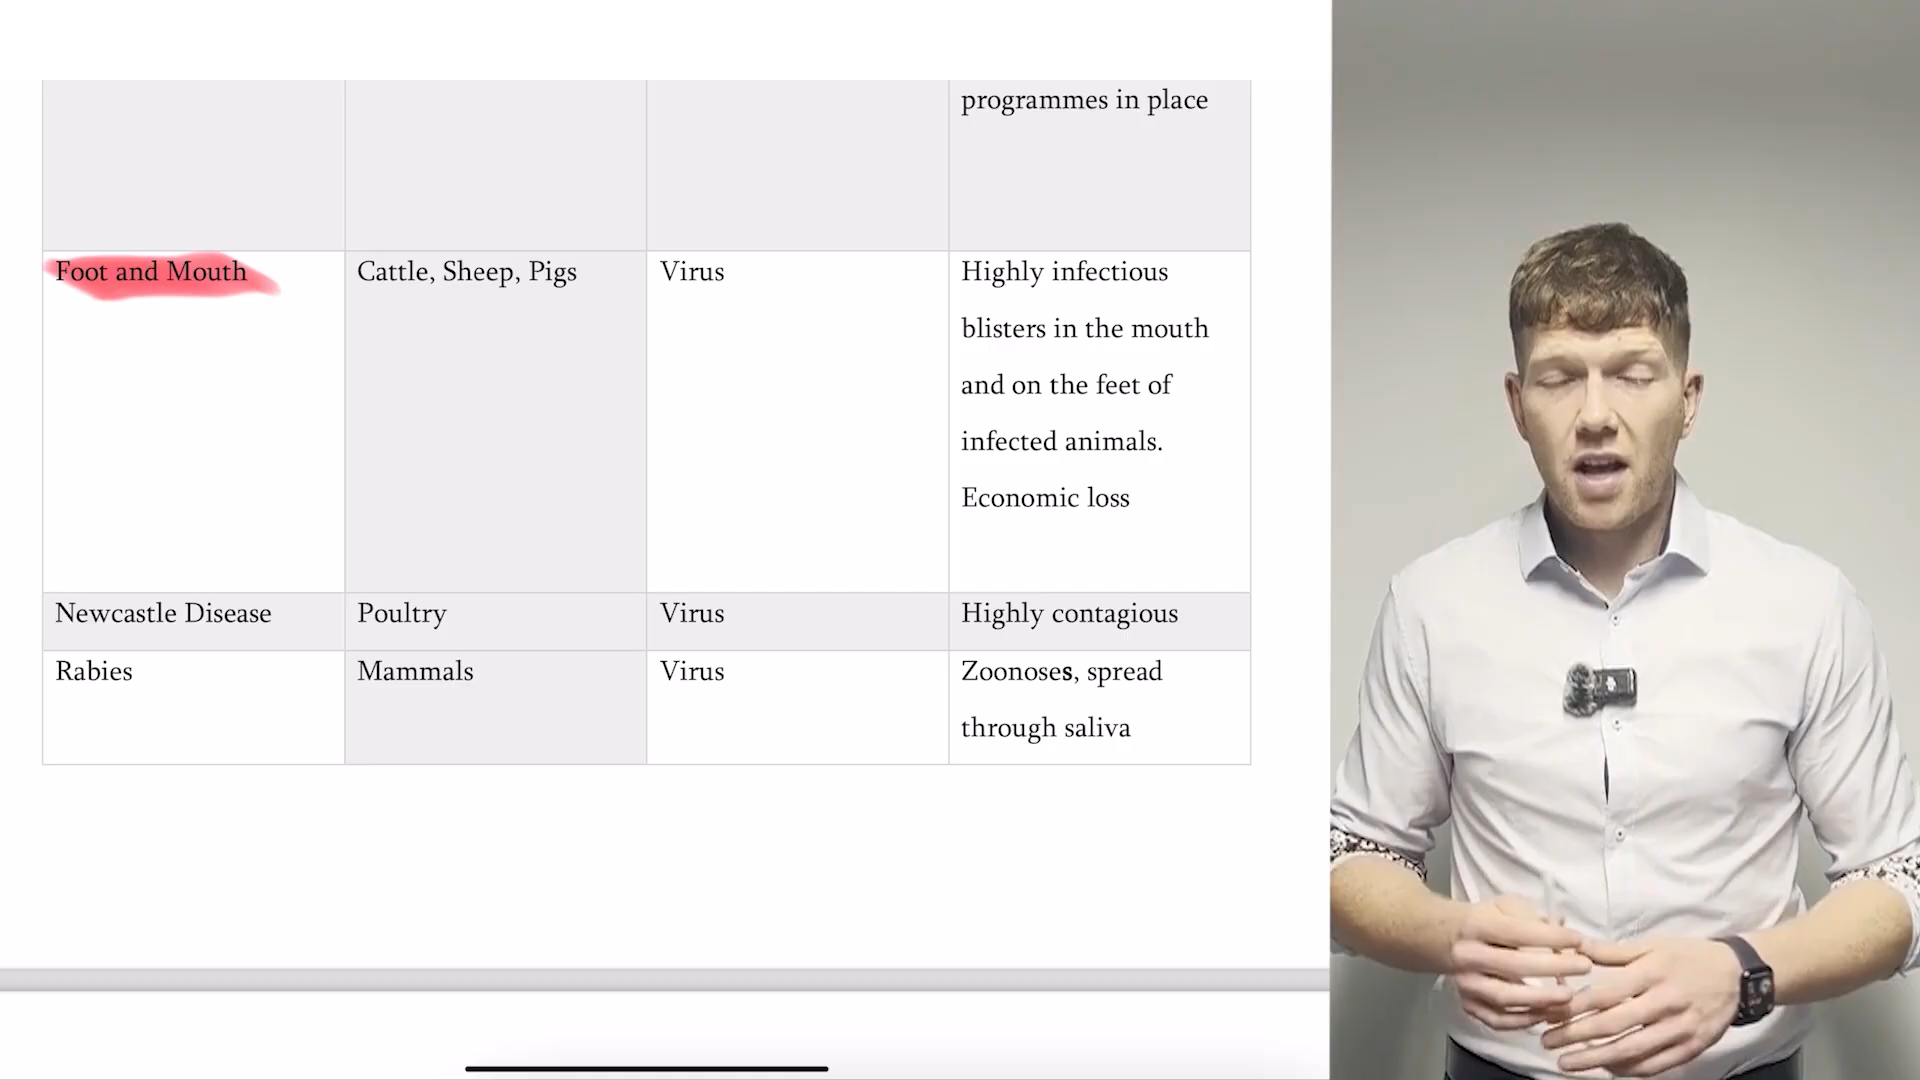 programmes in place
Foot and Mouth
Cattle, Sheep, Pigs
Virus
Highly infectious
blisters in the mouth
and on the feet of
infected animals.
Economic loss
Newcastle Disease
Poultry
Virus
Highly contagious
Rabies
Mammals
Virus
Zoonoses, spread
through saliva